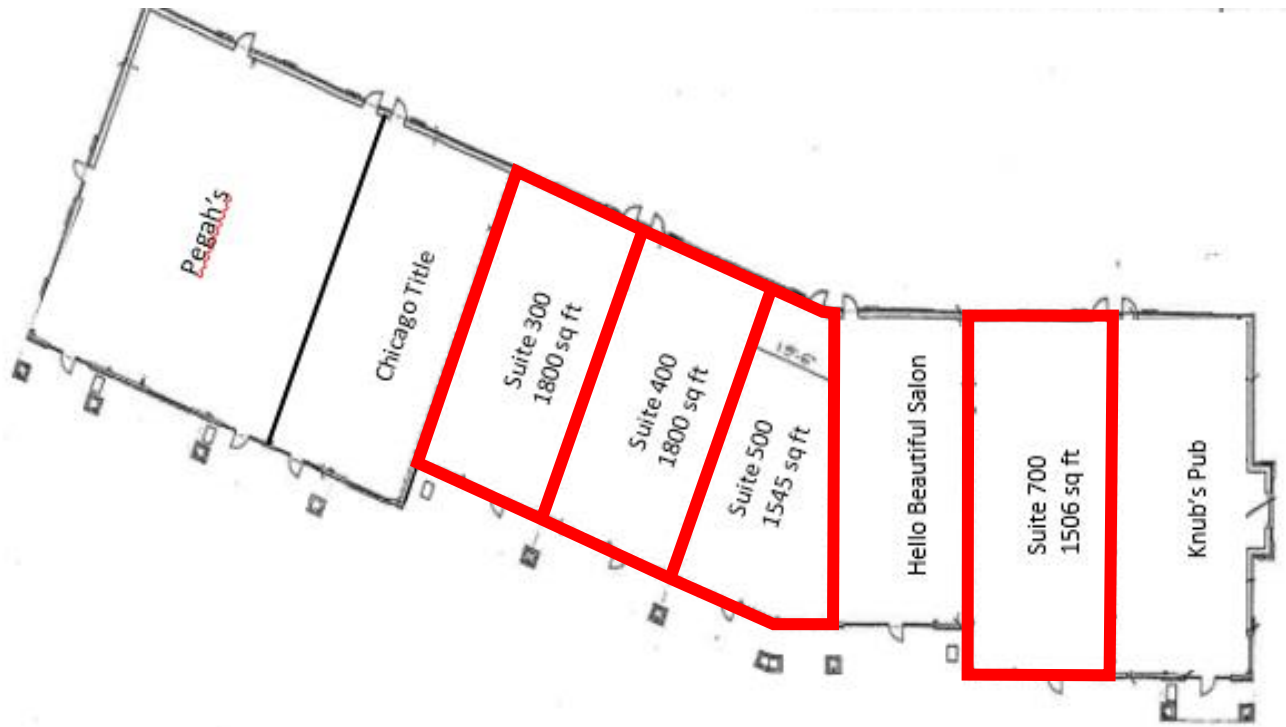 Pegah's
Chicago Title
Suite 300
1800 sq ft
Suite 400
1800 sq ft
Suite 500
1545 sq ft
Hello Beautiful Salon
Suite 700
1506 sq ft
Knub's Pub